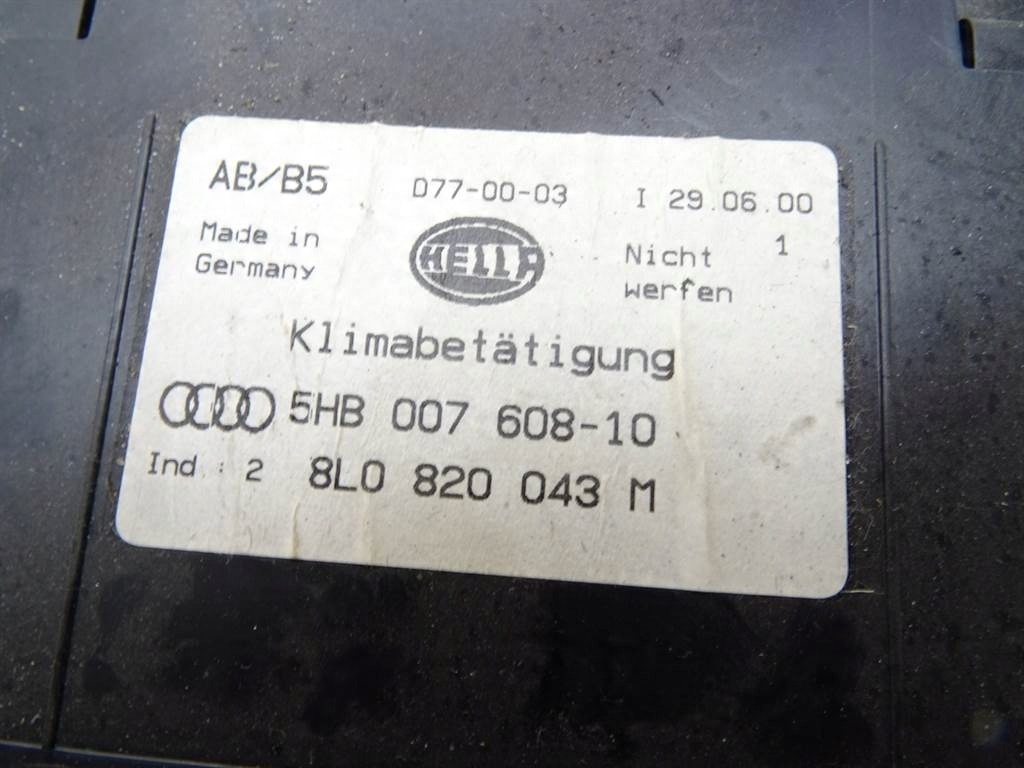 AB/B5 D77-00-03 I 29.06.00
Made in Germany HELLA Nicht werfen 1
Klimabetätigung
5HB 007 608-10
Ind : 2 8L0 820 043 M